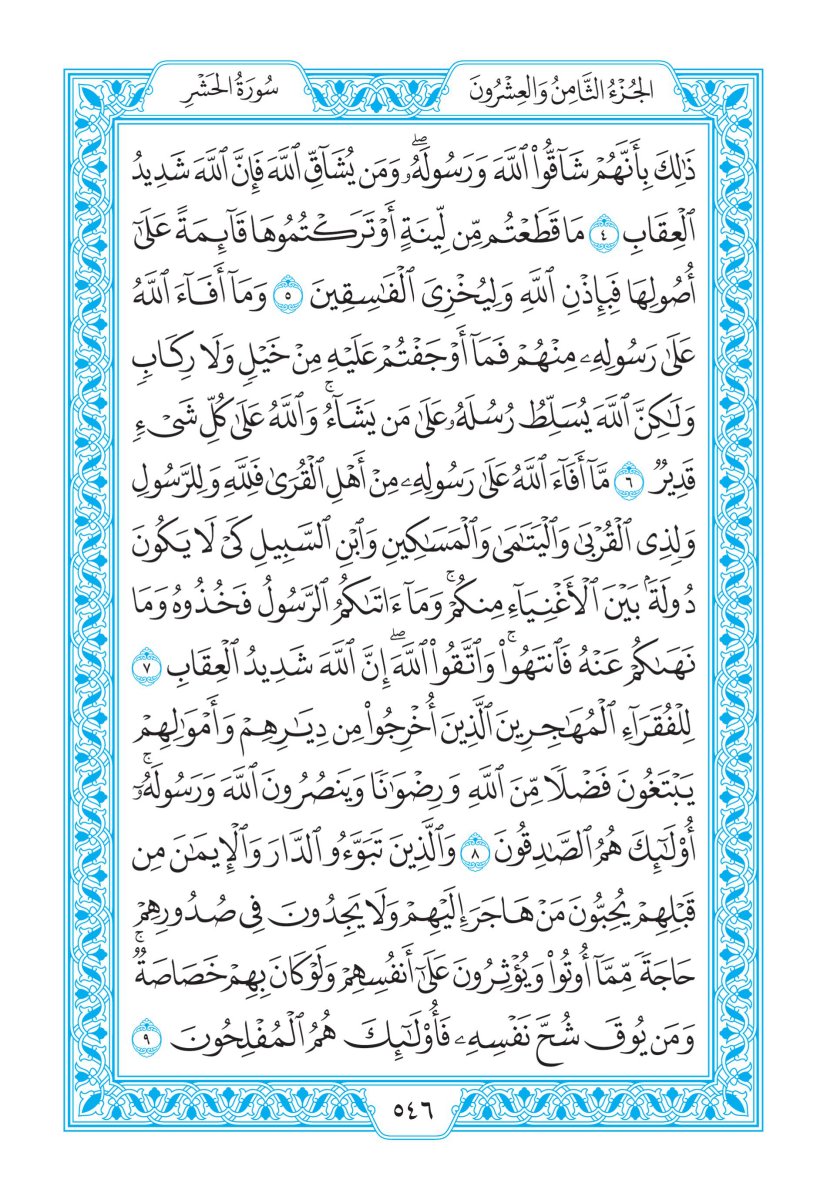 الجُزْءُ الثَّامِنُ وَالعِشْرُونَ
سُورَةُ الحَشْرِ
ذَٰلِكَ بِأَنَّهُمْ شَآقُّوا۟ ٱللَّهَ وَرَسُولَهُۥۖ وَمَن يُشَآقِّ ٱللَّهَ فَإِنَّ ٱللَّهَ شَدِيدُ
ٱلْعِقَابِ ٤ مَا قَطَعْتُم مِّن لِّينَةٍ أَوْ تَرَكْتُمُوهَا قَآئِمَةً عَلَىٰٓ
أُصُولِهَا فَبِإِذْنِ ٱللَّهِ وَلِيُخْزِىَ ٱلْفَـٰسِقِينَ ٥ وَمَآ أَفَآءَ ٱللَّهُ
عَلَىٰ رَسُولِهِۦ مِنْهُمْ فَمَآ أَوْجَفْتُمْ عَلَيْهِ مِنْ خَيْلٍ وَلَا رِكَابٍ
وَلَـٰكِنَّ ٱللَّهَ يُسَلِّطُ رُسُلَهُۥ عَلَىٰ مَن يَشَآءُۚ وَٱللَّهُ عَلَىٰ كُلِّ شَىْءٍ
قَدِيرٌ ٦ مَّآ أَفَآءَ ٱللَّهُ عَلَىٰ رَسُولِهِۦ مِنْ أَهْلِ ٱلْقُرَىٰ فَلِلَّهِ وَلِلرَّسُولِ
وَلِذِى ٱلْقُرْبَىٰ وَٱلْيَتَـٰمَىٰ وَٱلْمَسَـٰكِينِ وَٱبْنِ ٱلسَّبِيلِ كَىْ لَا يَكُونَ
دُولَةًۢ بَيْنَ ٱلْأَغْنِيَآءِ مِنكُمْۚ وَمَآ ءَاتَىٰكُمُ ٱلرَّسُولُ فَخُذُوهُ وَمَا
نَهَىٰكُمْ عَنْهُ فَٱنتَهُوا۟ۚ وَٱتَّقُوا۟ ٱللَّهَۖ إِنَّ ٱللَّهَ شَدِيدُ ٱلْعِقَابِ ٧
لِلْفُقَرَآءِ ٱلْمُهَـٰجِرِينَ ٱلَّذِينَ أُخْرِجُوا۟ مِن دِيَـٰرِهِمْ وَأَمْوَٰلِهِمْ
يَبْتَغُونَ فَضْلًا مِّنَ ٱللَّهِ وَرِضْوَٰنًا وَيَنصُرُونَ ٱللَّهَ وَرَسُولَهُۥٓۚ
أُو۟لَـٰٓئِكَ هُمُ ٱلصَّـٰدِقُونَ ٨ وَٱلَّذِينَ تَبَوَّءُو ٱلدَّارَ وَٱلْإِيمَـٰنَ مِن
قَبْلِهِمْ يُحِبُّونَ مَنْ هَاجَرَ إِلَيْهِمْ وَلَا يَجِدُونَ فِى صُدُورِهِمْ
حَاجَةً مِّمَّآ أُوتُوا۟ وَيُؤْثِرُونَ عَلَىٰٓ أَنفُسِهِمْ وَلَوْ كَانَ بِهِمْ خَصَاصَةٌۚ
وَمَن يُوقَ شُحَّ نَفْسِهِۦ فَأُو۟لَـٰٓئِكَ هُمُ ٱلْمُفْلِحُونَ ٩
٥٤٦